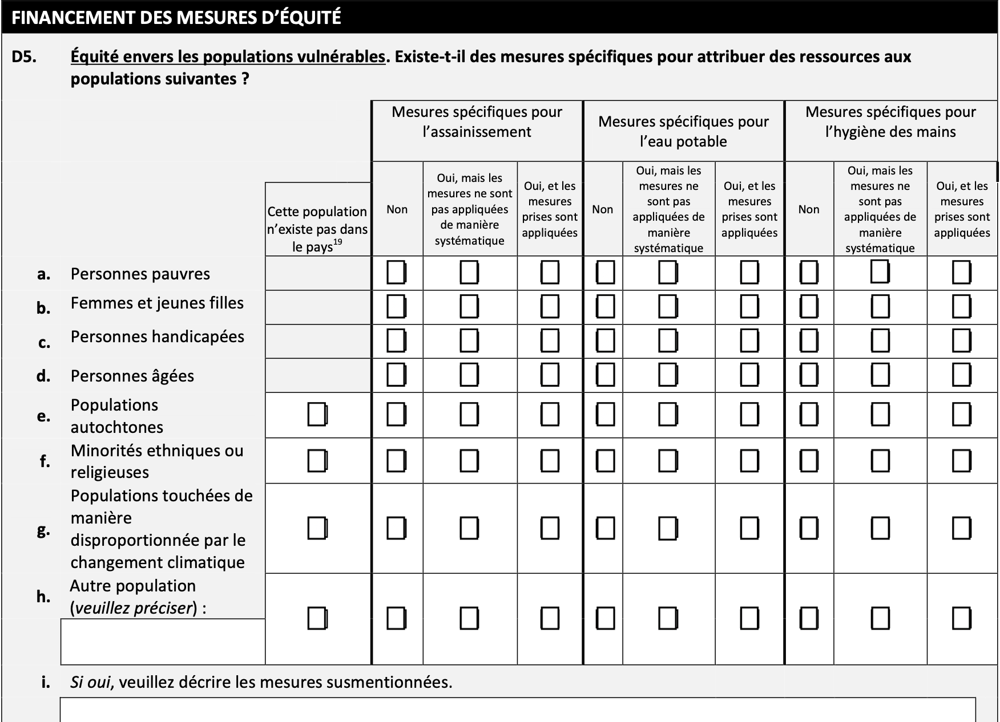 FINANCEMENT DES MESURES D’ÉQUITÉ
D5. Équité envers les populations vulnérables. Existe-t-il des mesures spécifiques pour attribuer des ressources aux
populations suivantes ?
Mesures spécifiques pour
l’assainissement
Mesures spécifiques pour
l’eau potable
Mesures spécifiques pour
l’hygiène des mains
Cette population
n’existe pas dans
le pays19
Non
Oui, mais les
mesures ne sont
pas appliquées
de manière
systématique
Oui, et les
mesures
prises sont
appliquées
Non
Oui, mais les
mesures ne
sont pas
appliquées de
manière
systématique
Oui, et les
mesures
prises sont
appliquées
Non
Oui, mais les
mesures ne
sont pas
appliquées de
manière
systématique
Oui, et les
mesures
prises sont
appliquées
a. Personnes pauvres
b. Femmes et jeunes filles
c. Personnes handicapées
d. Personnes âgées
e. Populations
autochtones
f. Minorités ethniques ou
religieuses
g. Populations touchées de
manière
disproportionnée par le
changement climatique
h. Autre population
(veuillez préciser) :
i. Si oui, veuillez décrire les mesures susmentionnées.